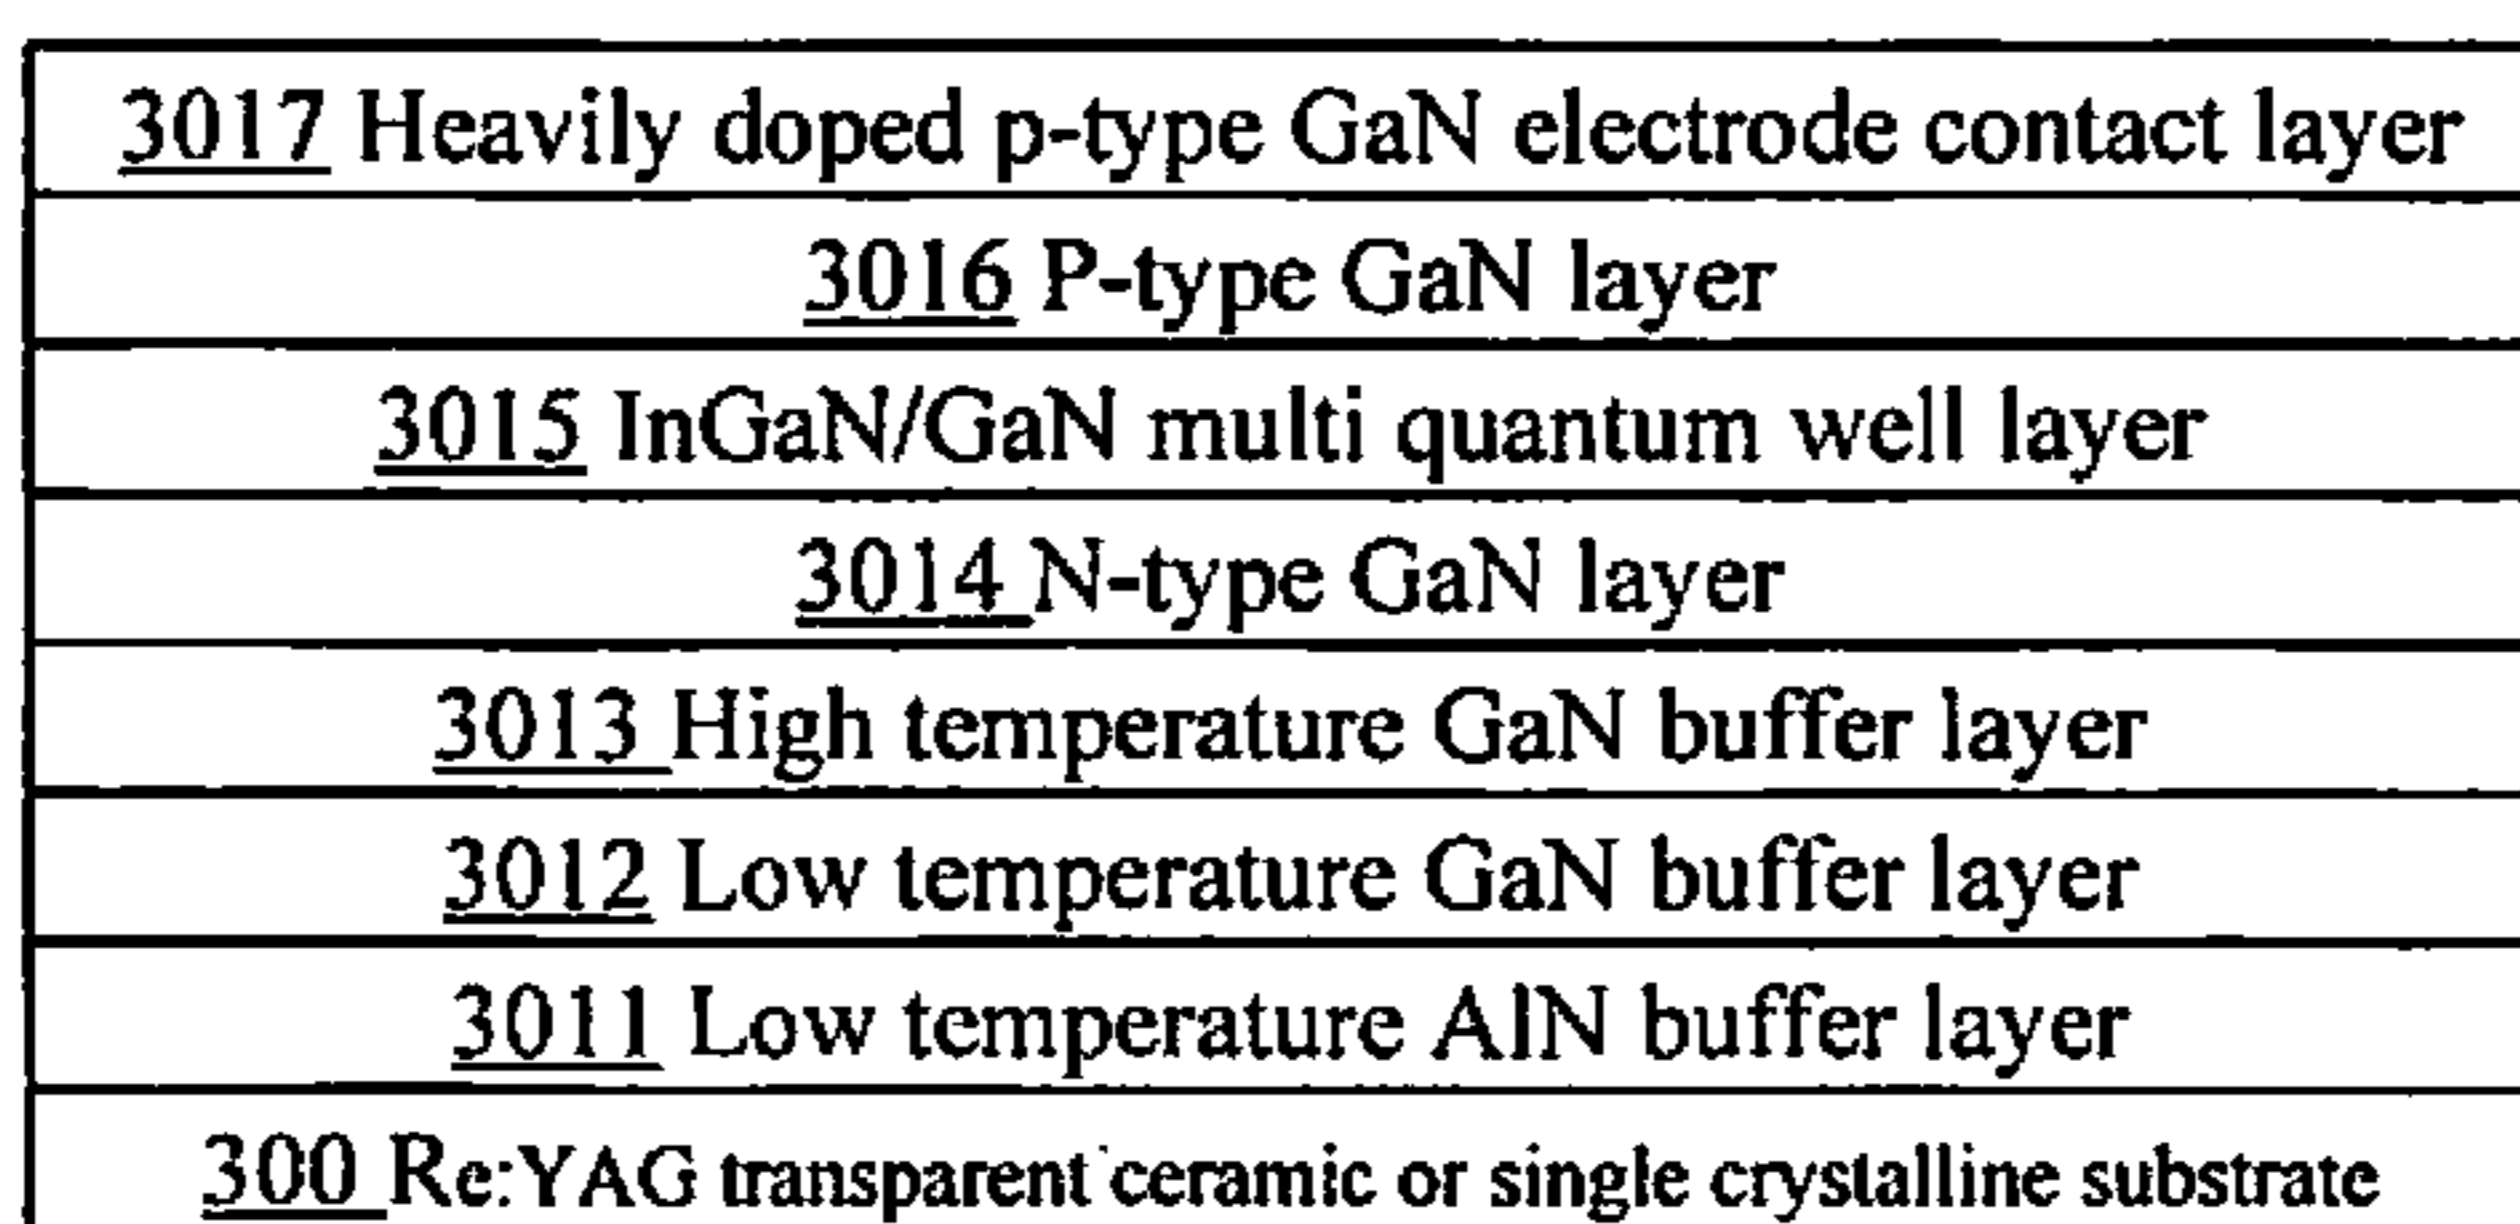 3017 Heavily doped p-type GaN electrode contact layer
3016 P-type GaN layer
3015 InGaN/GaN multi quantum well layer
3014 N-type GaN layer
3013 High temperature GaN buffer layer
3012 Low temperature GaN buffer layer
3011 Low temperature AlN buffer layer
300 Re:YAG transparent ceramic or single crystalline substrate